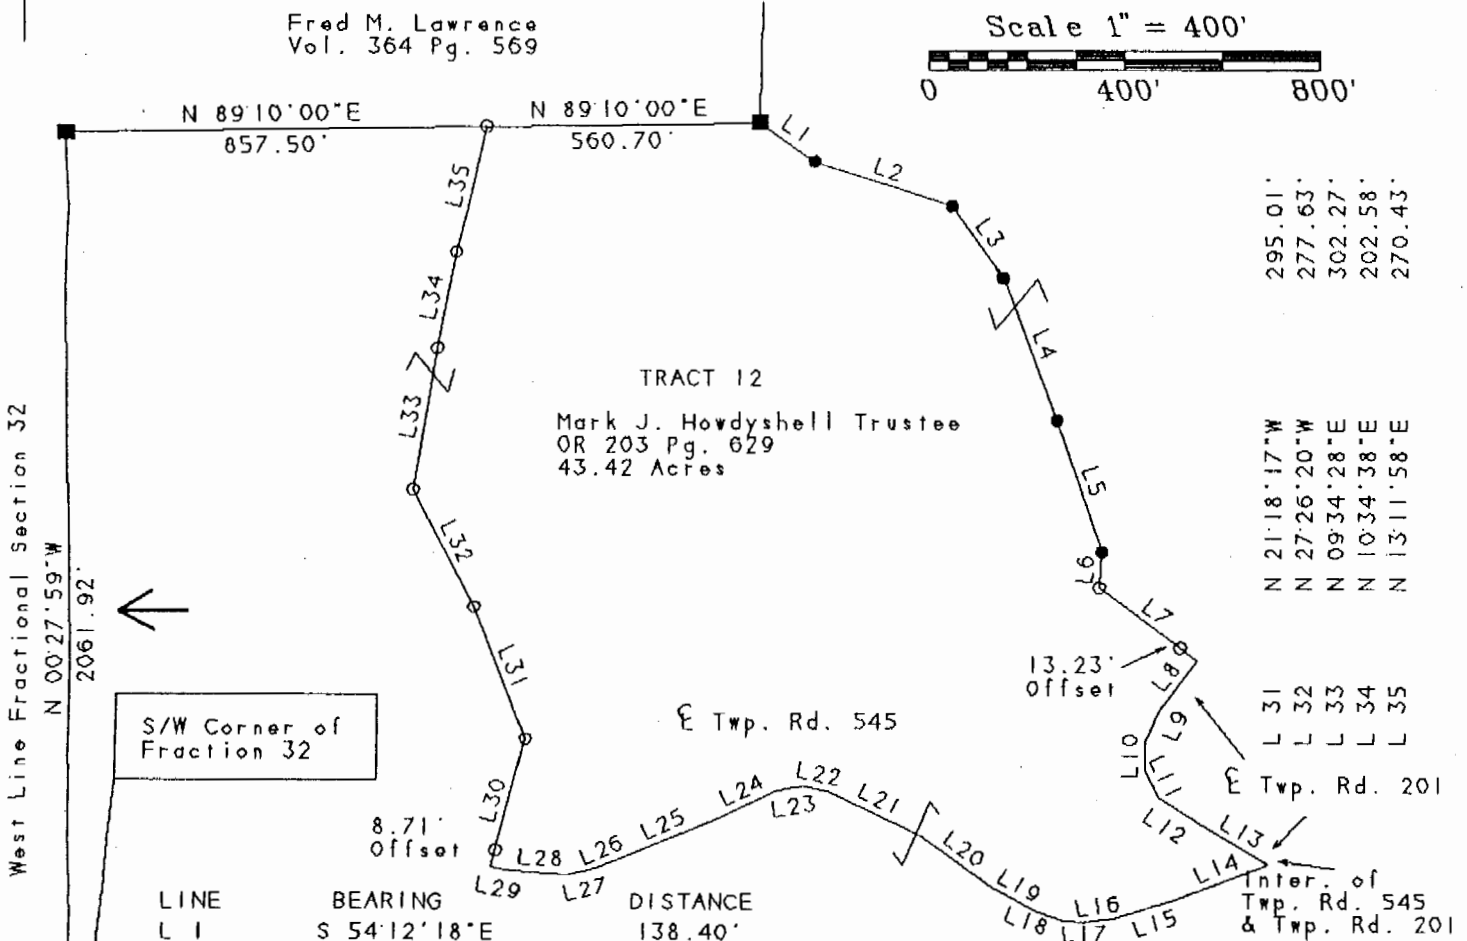 Fred M. Lawrence
Vol. 364 Pg. 569
Scale 1" = 400'
0 400' 800'
N 89°10'00"E
857.50'
N 89°10'00"E
560.70'
L1
L2
L3
L4
L5
L6
L7
L8
L9
L10
L11
L12
L13
L14
L15
L16
L17
L18
L19
L20
L21
L22
L23
L24
L25
L26
L27
L28
L29
L30
L31
L32
L33
L34
L35
TRACT 12
Mark J. Howdyshell Trustee
OR 203 Pg. 629
43.42 Acres
West Line Fractional Section 32
N 00°27'59"W
2061.92'
S/W Corner of
Fraction 32
13.23'
Offset
8.71'
Offset
℄ Twp. Rd. 545
℄ Twp. Rd. 201
Inter. of
Twp. Rd. 545
& Twp. Rd. 201
L 31 N 21°18'17"W 295.01'
L 32 N 27°26'20"W 277.63'
L 33 N 09°34'28"E 302.27'
L 34 N 10°34'38"E 202.58'
L 35 N 13°11'58"E 270.43'
LINE BEARING DISTANCE
L 1 S 54°12'18"E 138.40'